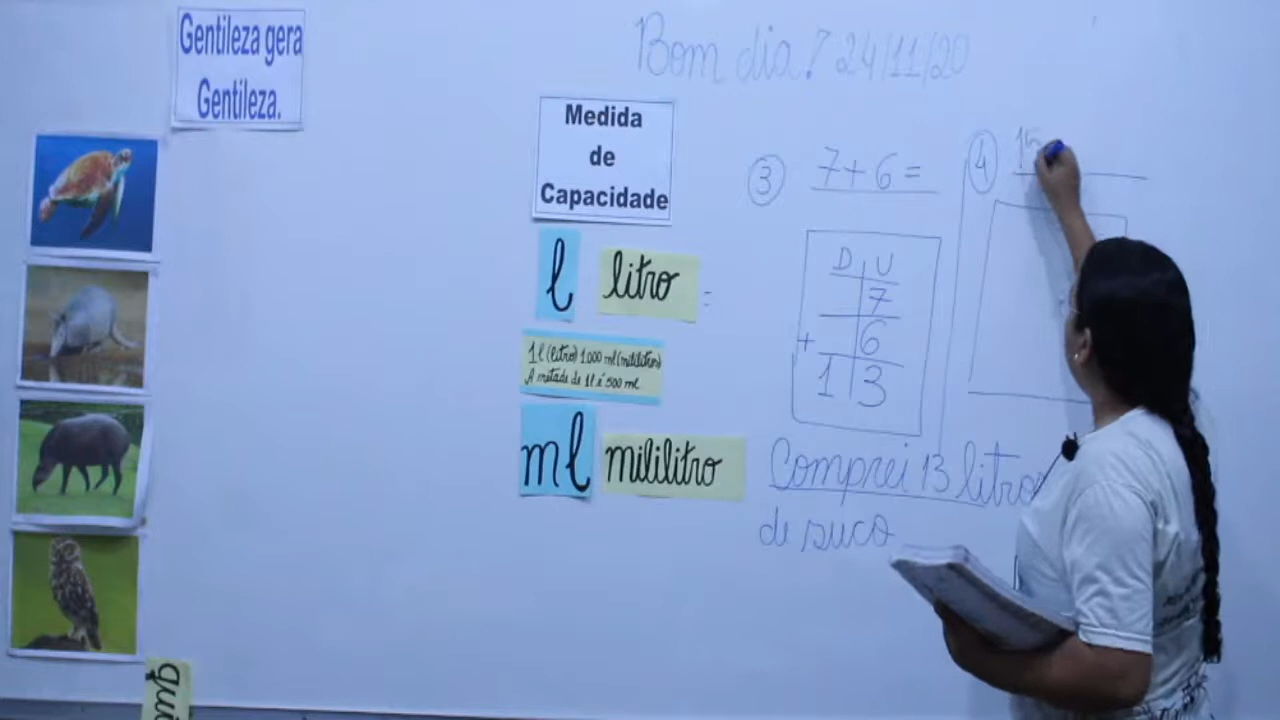 Gentileza gera
Gentileza.
Bom dia! 24/11/20
Medida
de
Capacidade
l litro =
1 l (litro) 1.000 ml (mililitros)
A metade de 1 l é 500 ml
ml mililitro
3 7+6=
D U
7
+ 6
1 3
Comprei 13 litros
de suco
4 15